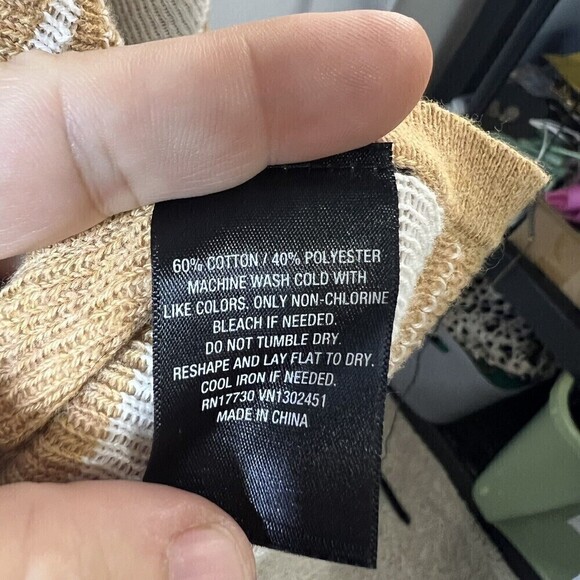 60% COTTON / 40% POLYESTER
MACHINE WASH COLD WITH
LIKE COLORS. ONLY NON-CHLORINE
BLEACH IF NEEDED.
DO NOT TUMBLE DRY.
RESHAPE AND LAY FLAT TO DRY.
COOL IRON IF NEEDED.
RN17730 VN1302451
MADE IN CHINA